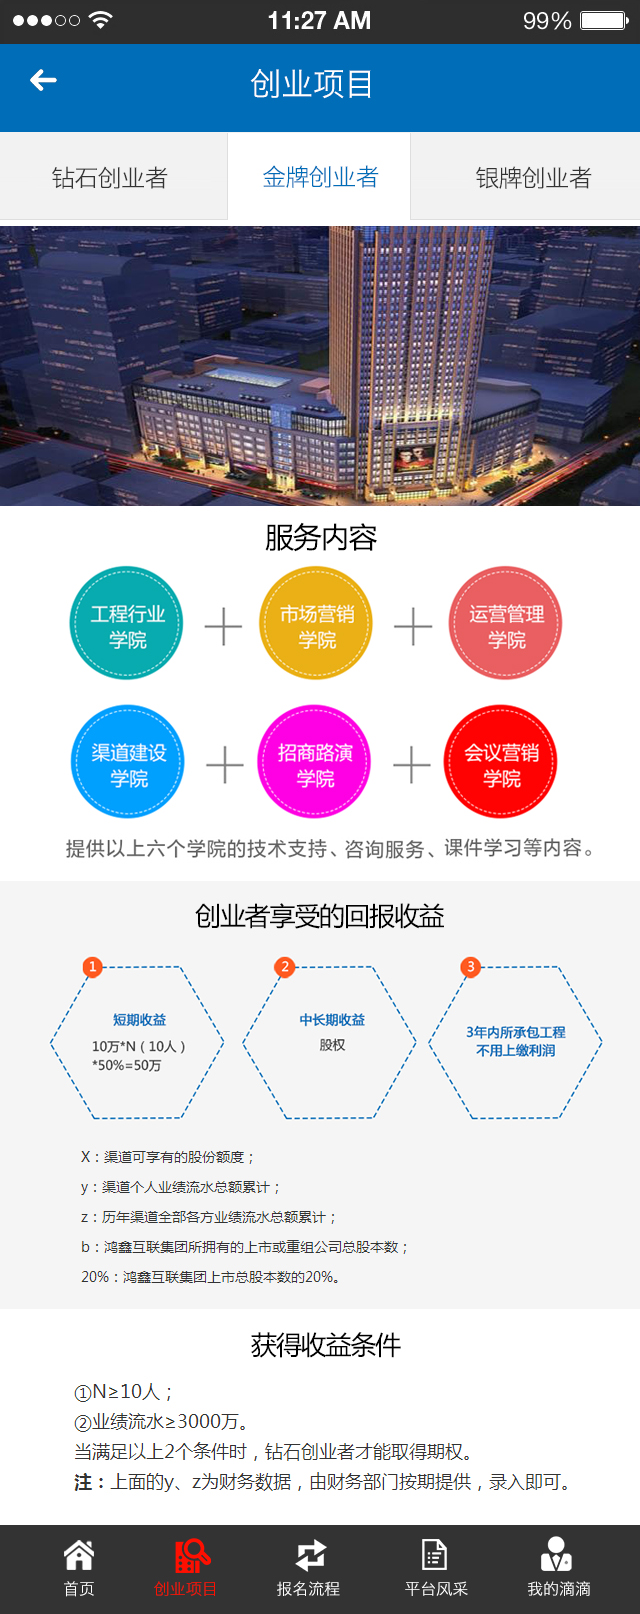 11:27 AM
99%
创业项目
钻石创业者
金牌创业者
银牌创业者
服务内容
工程行业
学院
市场营销
学院
运营管理
学院
渠道建设
学院
招商路演
学院
会议营销
学院
提供以上六个学院的技术支持、咨询服务、课件学习等内容。
创业者享受的回报收益
1
短期收益
10万*N（10人）
*50%=50万
2
中长期收益
股权
3
3年内所承包工程
不用上缴利润
X：渠道可享有的股份额度；
y：渠道个人业绩流水总额累计；
z：历年渠道全部各方业绩流水总额累计；
b：鸿鑫互联集团所拥有的上市或重组公司总股本数；
20%：鸿鑫互联集团上市总股本数的20%。
获得收益条件
①N≥10人；
②业绩流水≥3000万。
当满足以上2个条件时，钻石创业者才能取得期权。
注：上面的y、z为财务数据，由财务部门按期提供，录入即可。
首页
创业项目
报名流程
平台风采
我的滴滴